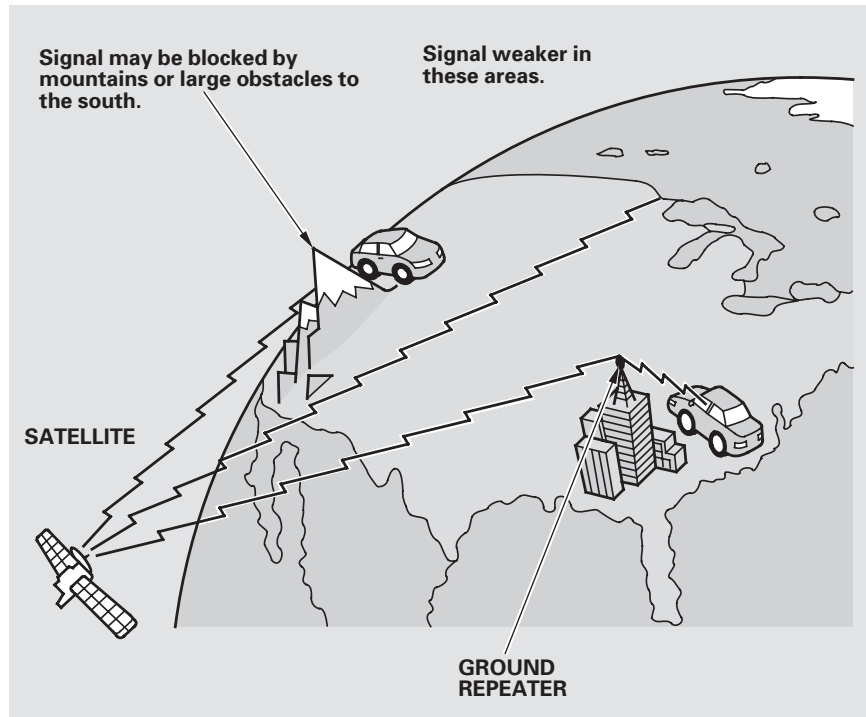 Signal may be blocked by
mountains or large obstacles to
the south.
Signal weaker in
these areas.
SATELLITE
GROUND
REPEATER